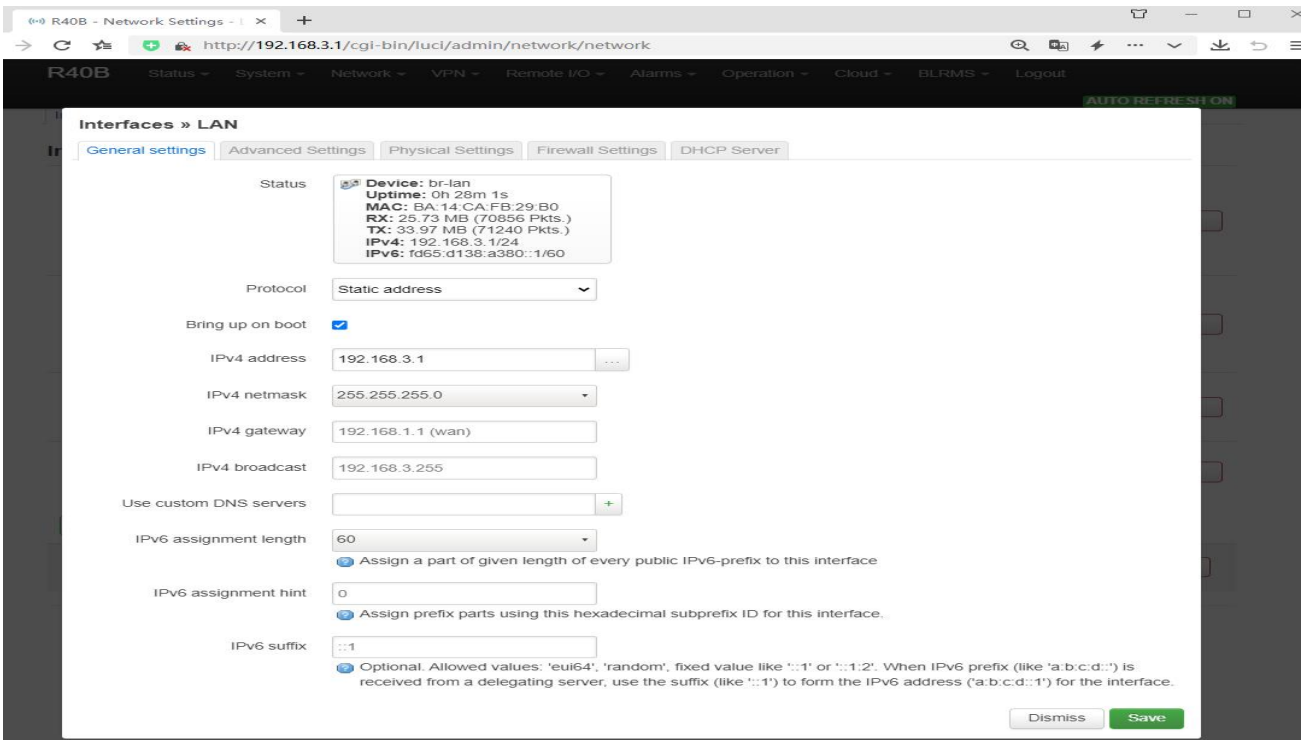 R40B - Network Settings - L
http://192.168.3.1/cgi-bin/luci/admin/network/network
R40B Status System Network VPN Remote I/O Alarms Operation Cloud BLRMS Logout
AUTO REFRESH ON
Interfaces » LAN
General settings Advanced Settings Physical Settings Firewall Settings DHCP Server
Status
Device: br-lan
Uptime: 0h 28m 1s
MAC: BA:14:CA:FB:29:B0
RX: 25.73 MB (70856 Pkts.)
TX: 33.97 MB (71240 Pkts.)
IPv4: 192.168.3.1/24
IPv6: fd65:d138:a380::1/60
Protocol Static address
Bring up on boot
IPv4 address 192.168.3.1 ...
IPv4 netmask 255.255.255.0
IPv4 gateway 192.168.1.1 (wan)
IPv4 broadcast 192.168.3.255
Use custom DNS servers +
IPv6 assignment length 60
Assign a part of given length of every public IPv6-prefix to this interface
IPv6 assignment hint 0
Assign prefix parts using this hexadecimal subprefix ID for this interface.
IPv6 suffix ::1
Optional. Allowed values: 'eui64', 'random', fixed value like '::1' or '::1:2'. When IPv6 prefix (like 'a:b:c:d::') is
received from a delegating server, use the suffix (like '::1') to form the IPv6 address ('a:b:c:d::1') for the interface.
Dismiss Save